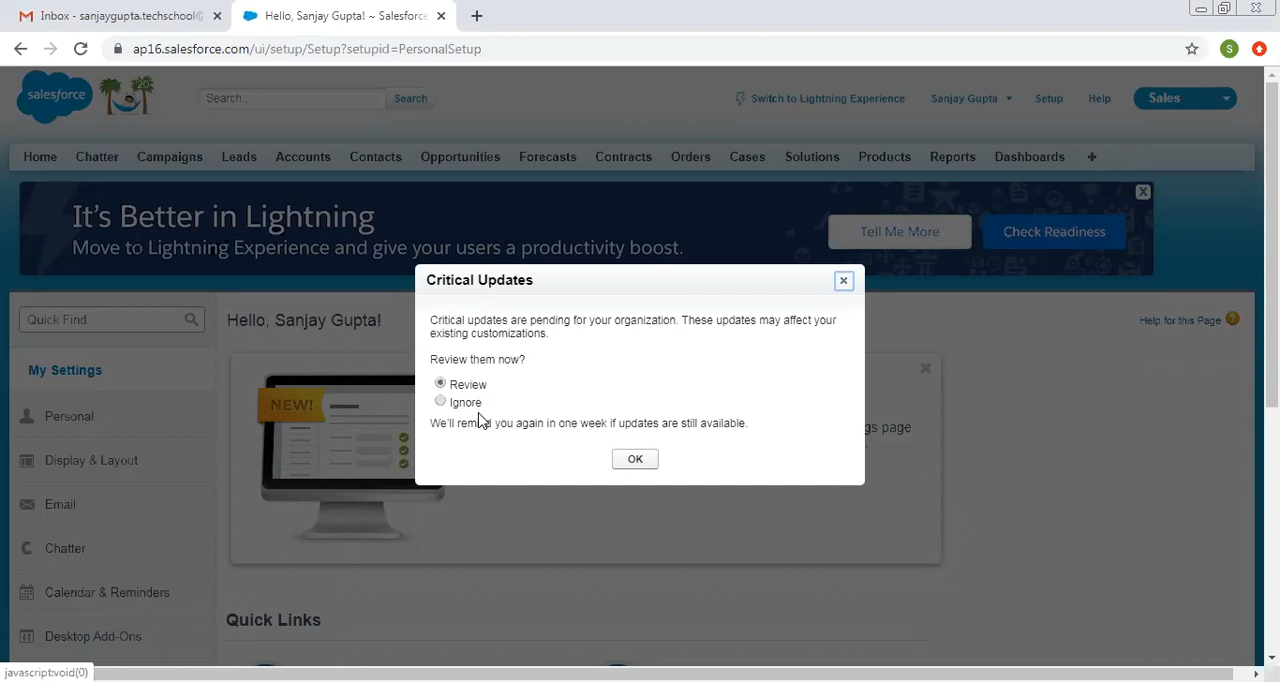 Inbox - sanjaygupta.techschool@
Hello, Sanjay Gupta! ~ Salesforce
ap16.salesforce.com/ui/setup/Setup?setupid=PersonalSetup
S
salesforce
20
Search...
Search
Switch to Lightning Experience
Sanjay Gupta
Setup
Help
Sales
Home
Chatter
Campaigns
Leads
Accounts
Contacts
Opportunities
Forecasts
Contracts
Orders
Cases
Solutions
Products
Reports
Dashboards
It's Better in Lightning
Move to Lightning Experience and give your users a productivity boost.
Tell Me More
Check Readiness
Critical Updates
Critical updates are pending for your organization. These updates may affect your
existing customizations.
Review them now?
Review
Ignore
We'll remind you again in one week if updates are still available.
OK
Quick Find
Hello, Sanjay Gupta!
Help for this Page
My Settings
NEW!
Personal
gs page
Display & Layout
Email
Chatter
Calendar & Reminders
Quick Links
Desktop Add-Ons
javascript:void(0)